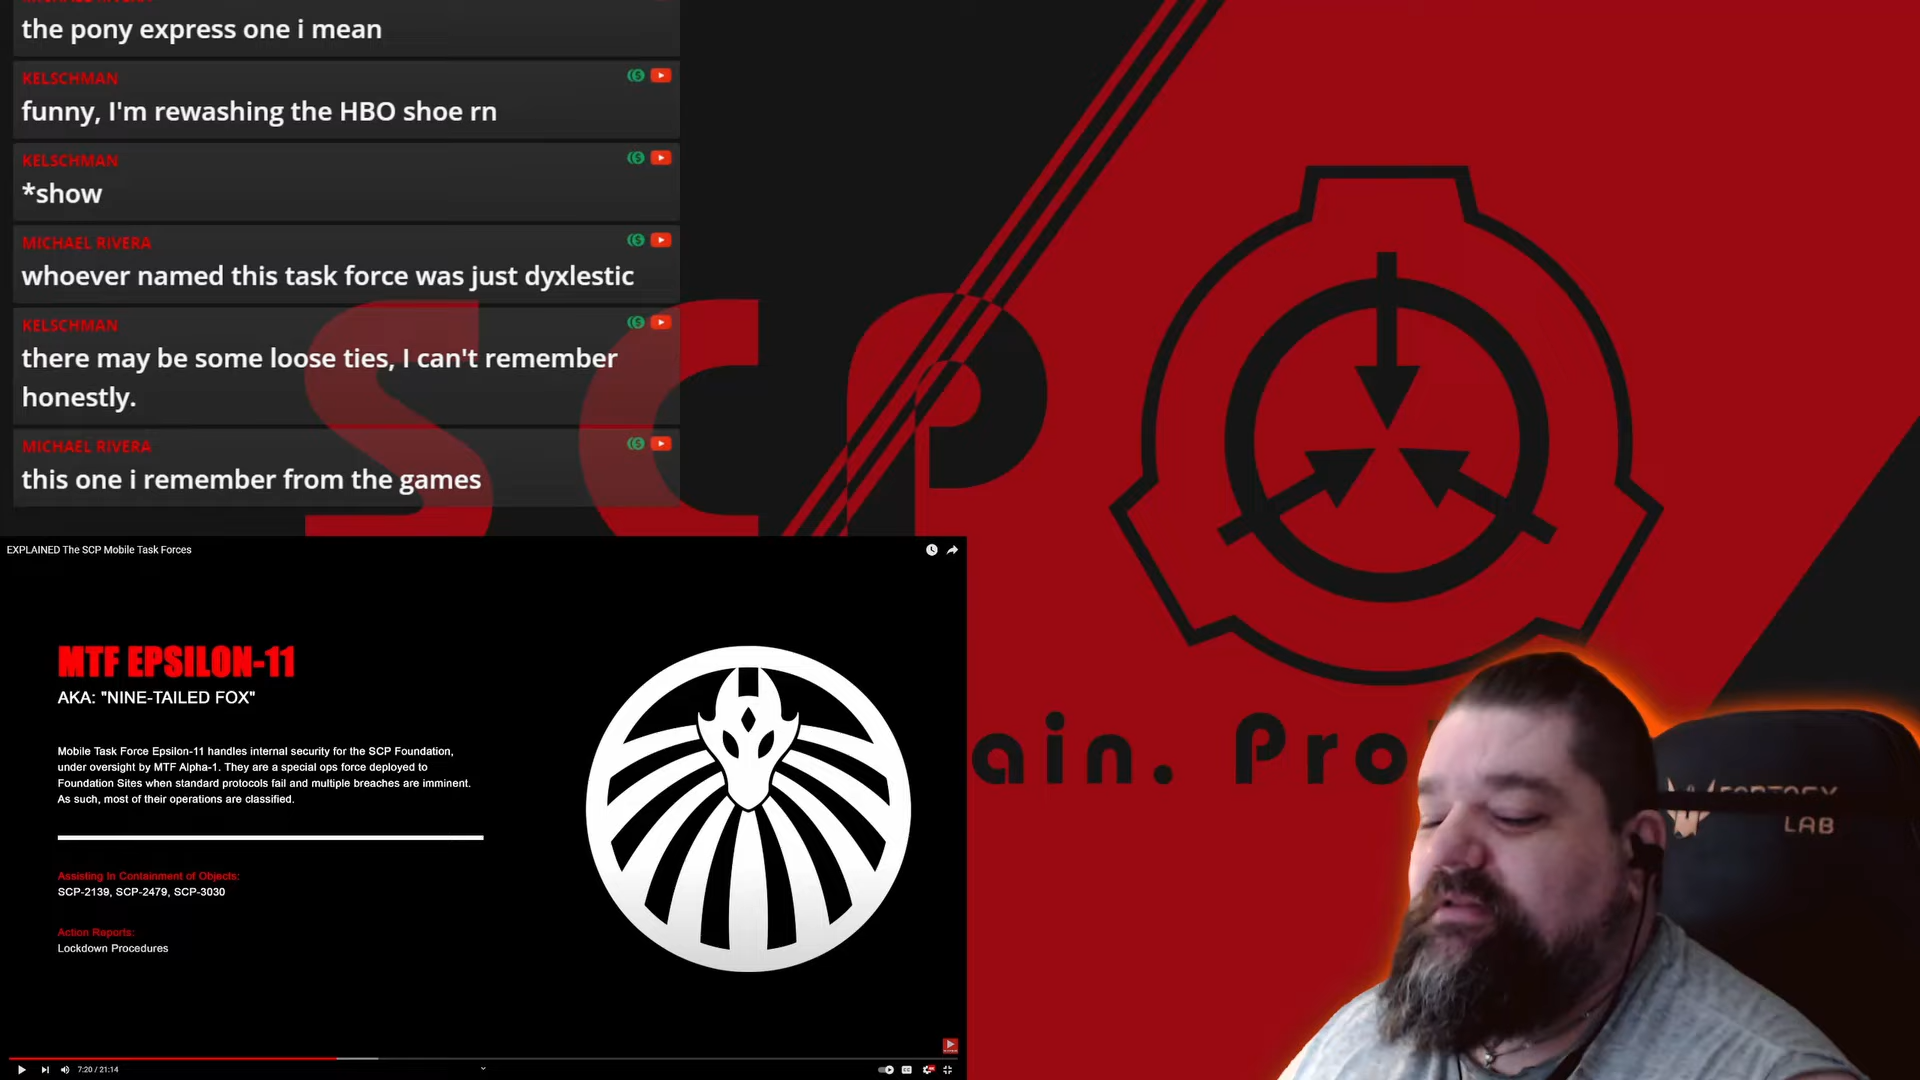 the pony express one i mean
KELSCHMAN
funny, I'm rewashing the HBO shoe rn
KELSCHMAN
*show
MICHAEL RIVERA
whoever named this task force was just dyxlestic
KELSCHMAN
there may be some loose ties, I can't remember
honestly.
MICHAEL RIVERA
this one i remember from the games
SCP
ain. Pro
EXPLAINED The SCP Mobile Task Forces
MTF EPSILON-11
AKA: "NINE-TAILED FOX"
Mobile Task Force Epsilon-11 handles internal security for the SCP Foundation,
under oversight by MTF Alpha-1. They are a special ops force deployed to
Foundation Sites when standard protocols fail and multiple breaches are imminent.
As such, most of their operations are classified.
Assisting In Containment of Objects:
SCP-2139, SCP-2479, SCP-3030
Action Reports:
Lockdown Procedures
7:20 / 21:14
LAB